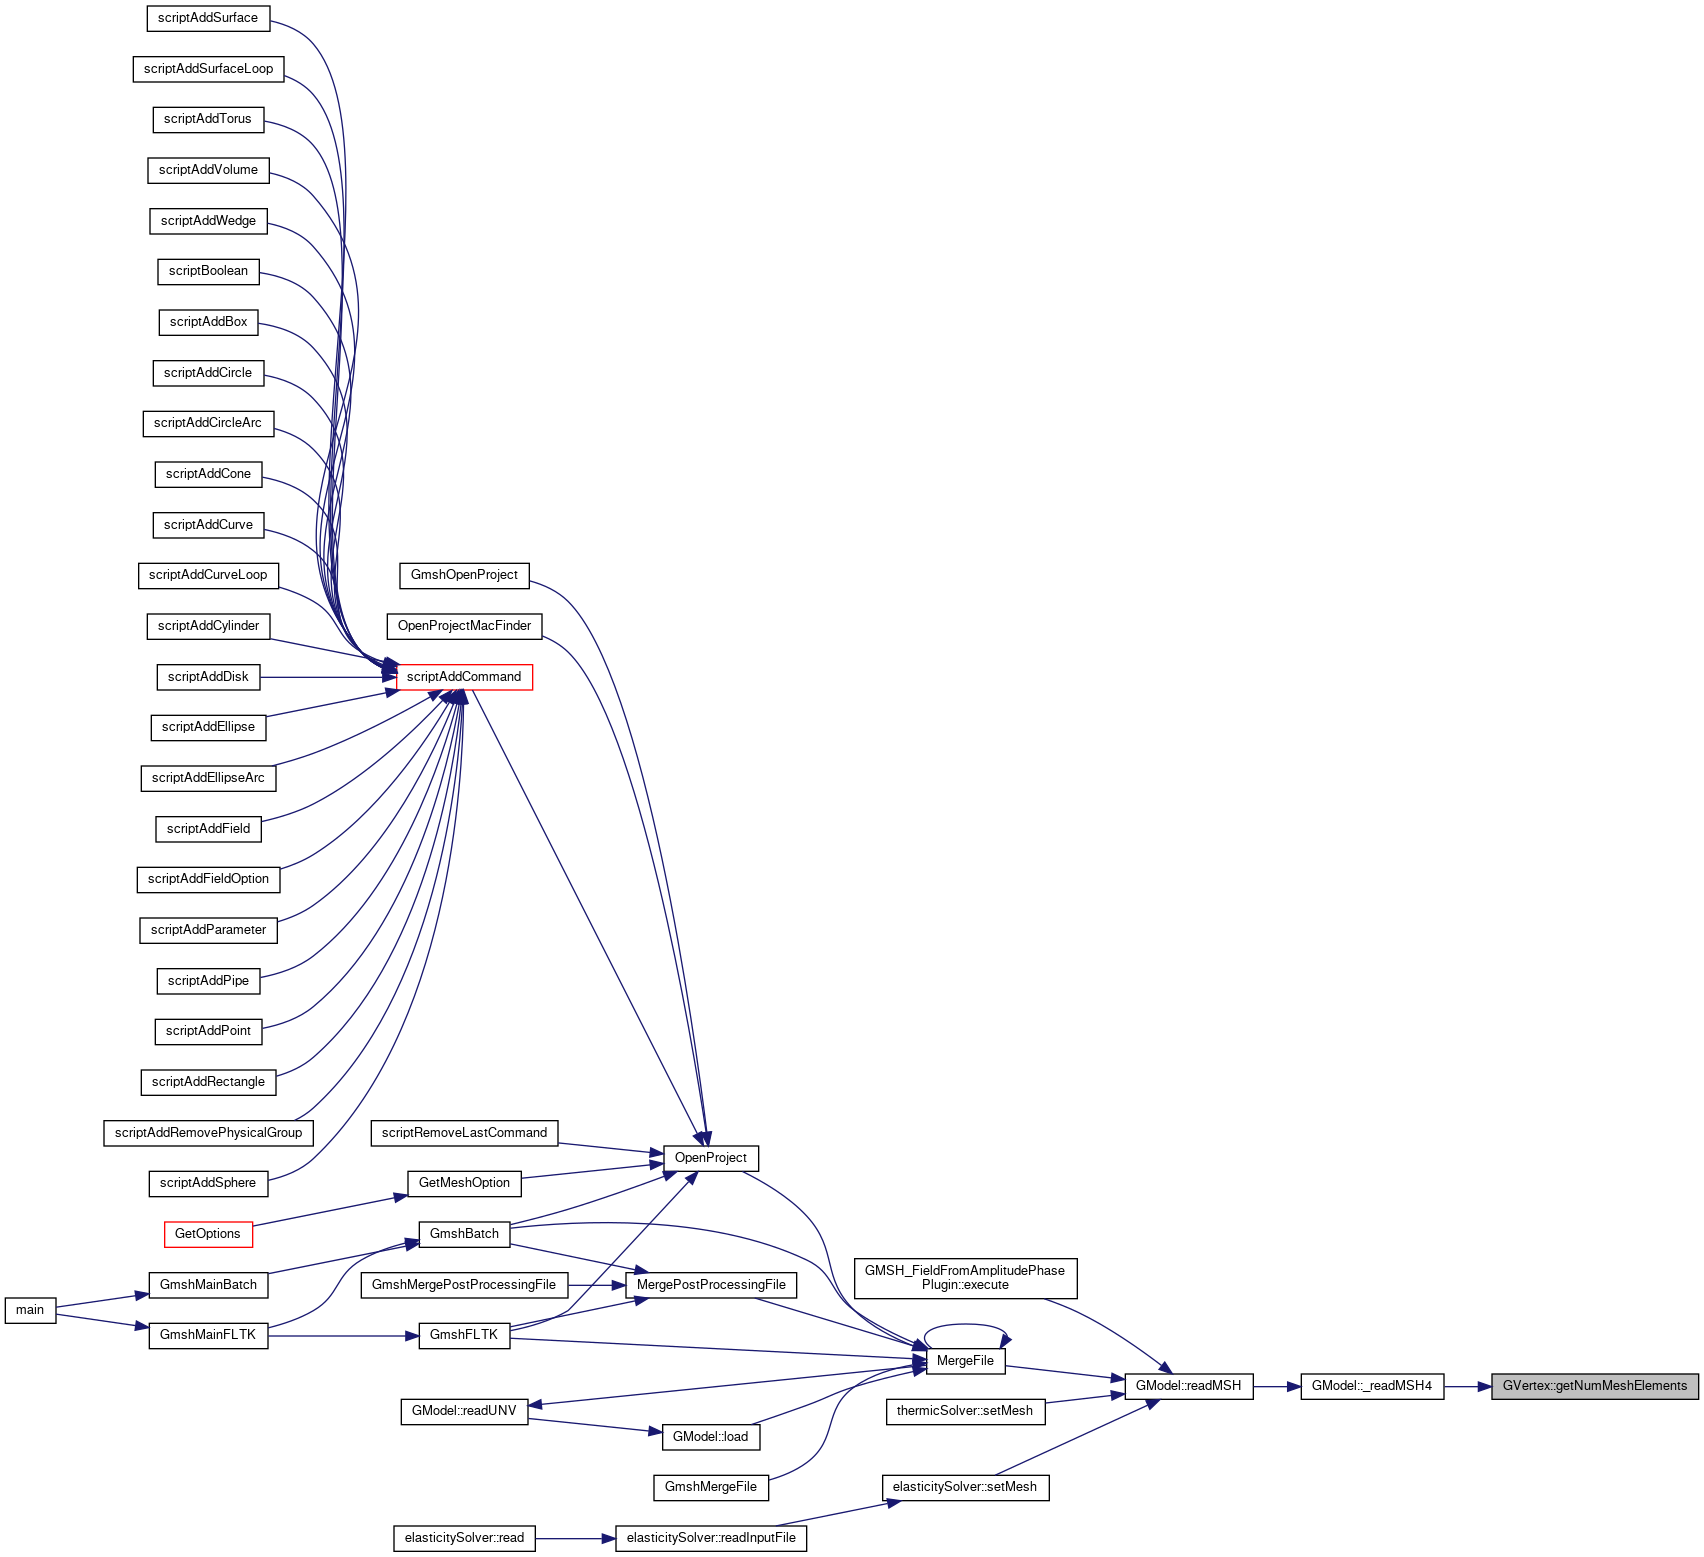 scriptAddSurface
scriptAddSurfaceLoop
scriptAddTorus
scriptAddVolume
scriptAddWedge
scriptBoolean
scriptAddBox
scriptAddCircle
scriptAddCircleArc
scriptAddCone
scriptAddCurve
scriptAddCurveLoop
GmshOpenProject
scriptAddCylinder
OpenProjectMacFinder
scriptAddDisk
scriptAddCommand
scriptAddEllipse
scriptAddEllipseArc
scriptAddField
scriptAddFieldOption
scriptAddParameter
scriptAddPipe
scriptAddPoint
scriptAddRectangle
scriptAddRemovePhysicalGroup
scriptRemoveLastCommand
OpenProject
scriptAddSphere
GetMeshOption
GetOptions
GmshBatch
GMSH_FieldFromAmplitudePhase
Plugin::execute
GmshMainBatch
GmshMergePostProcessingFile
MergePostProcessingFile
main
GmshMainFLTK
GmshFLTK
MergeFile
GModel::readMSH
GModel::_readMSH4
GVertex::getNumMeshElements
GModel::readUNV
thermicSolver::setMesh
GModel::load
GmshMergeFile
elasticitySolver::setMesh
elasticitySolver::read
elasticitySolver::readInputFile